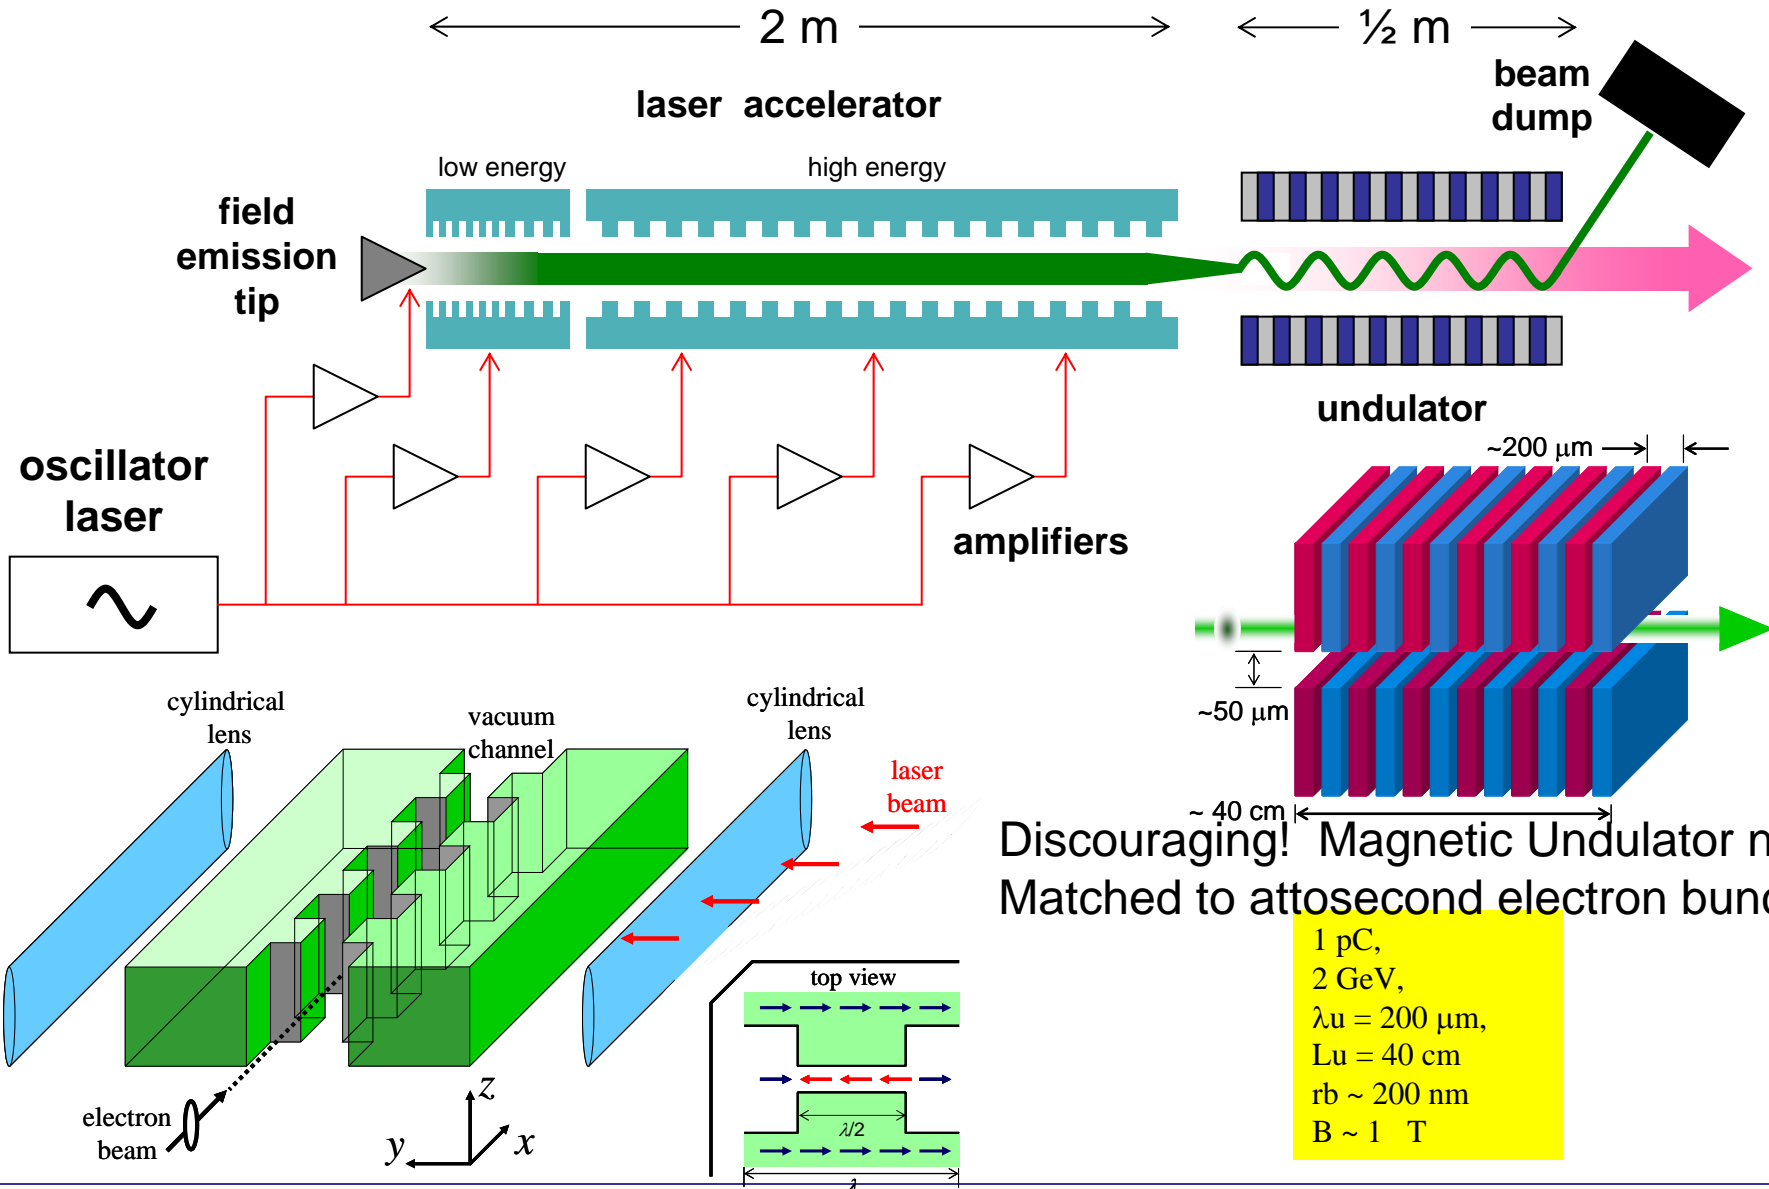 2 m
½ m
laser accelerator
beam
dump
low energy
high energy
field
emission
tip
undulator
~200 μm
oscillator
laser
amplifiers
~50 μm
~ 40 cm
cylindrical
lens
vacuum
channel
cylindrical
lens
laser
beam
Discouraging! Magnetic Undulator
Matched to attosecond electron
1 pC,
2 GeV,
λu = 200 μm,
Lu = 40 cm
rb ~ 200 nm
B ~ 1 T
top view
λ/2
electron
beam
z
x
y